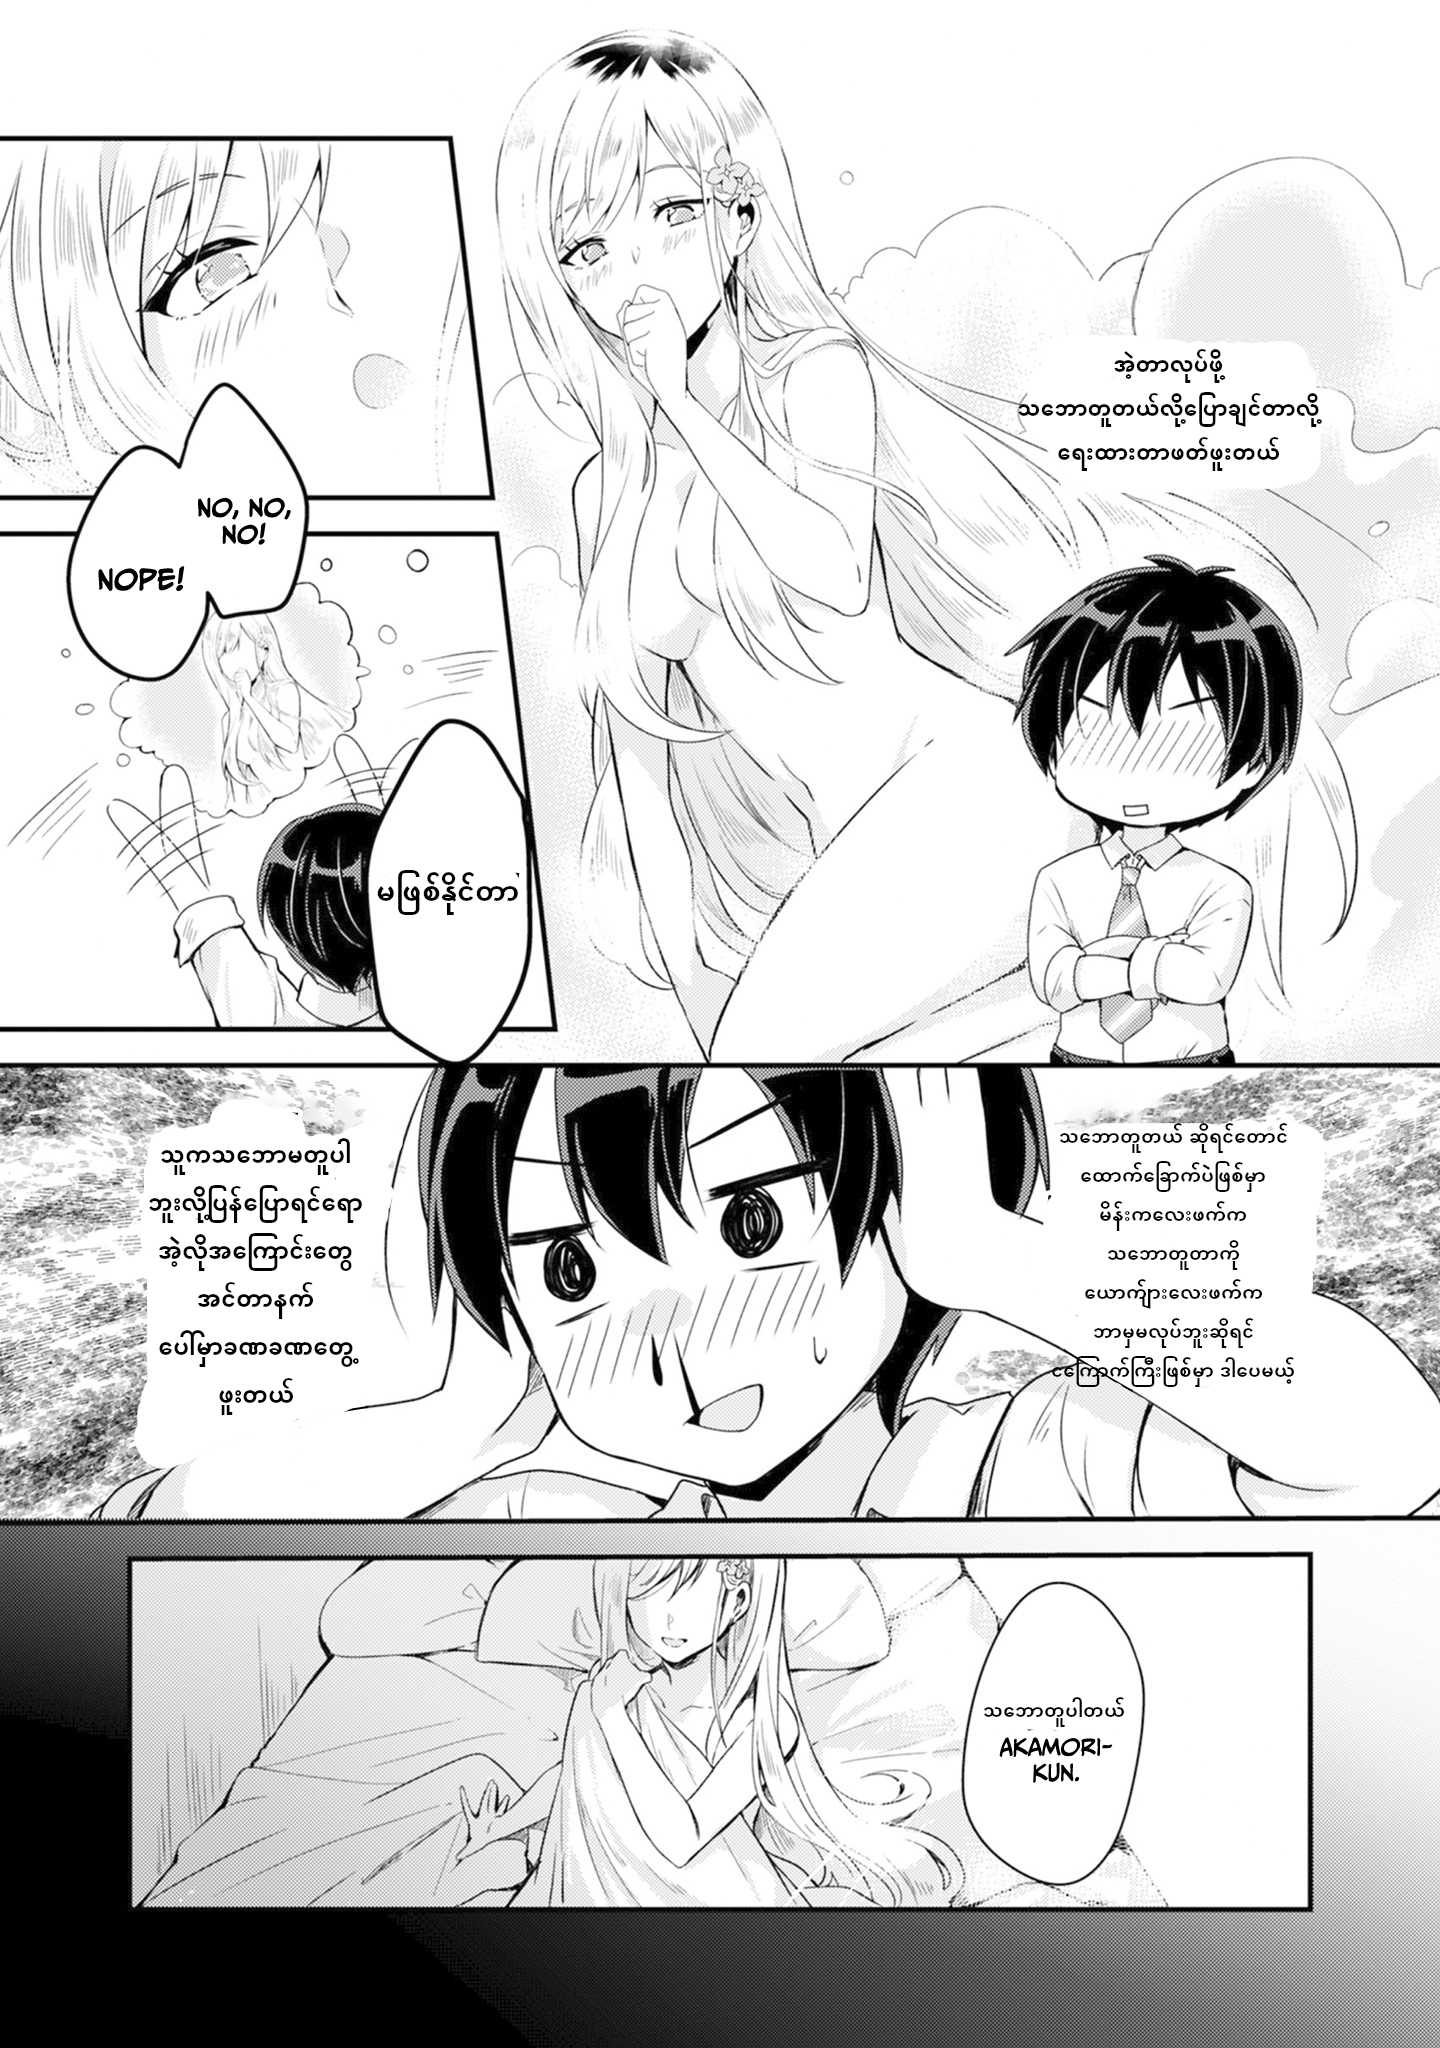 အဲ့တာလုပ်ဖို့
သဘောတူတယ်လို့ပြောချင်တာလို့
ရေးထားတာဖတ်ဖူးတယ်
NO, NO,
NO!
NOPE!
မဖြစ်နိုင်တာ
သဘောတူတယ် ဆိုရင်တောင်
ထောက်ခြောက်ပဲဖြစ်မှာ
မိန်းကလေးဖက်က
သဘောတူတာကို
ယောက်ျားလေးဖက်က
ဘာမှမလုပ်ဘူးဆိုရင်
ငကြောက်ကြီးဖြစ်မှာ ဒါပေမယ့်
သူကသဘောမတူပါ
ဘူးလို့ပြန်ပြောရင်ရော
အဲ့လိုအကြောင်းတွေ
အင်တာနက်
ပေါ်မှာခဏခဏတွေ့
ဖူးတယ်
သဘောတူပါတယ်
AKAMORI-
KUN.